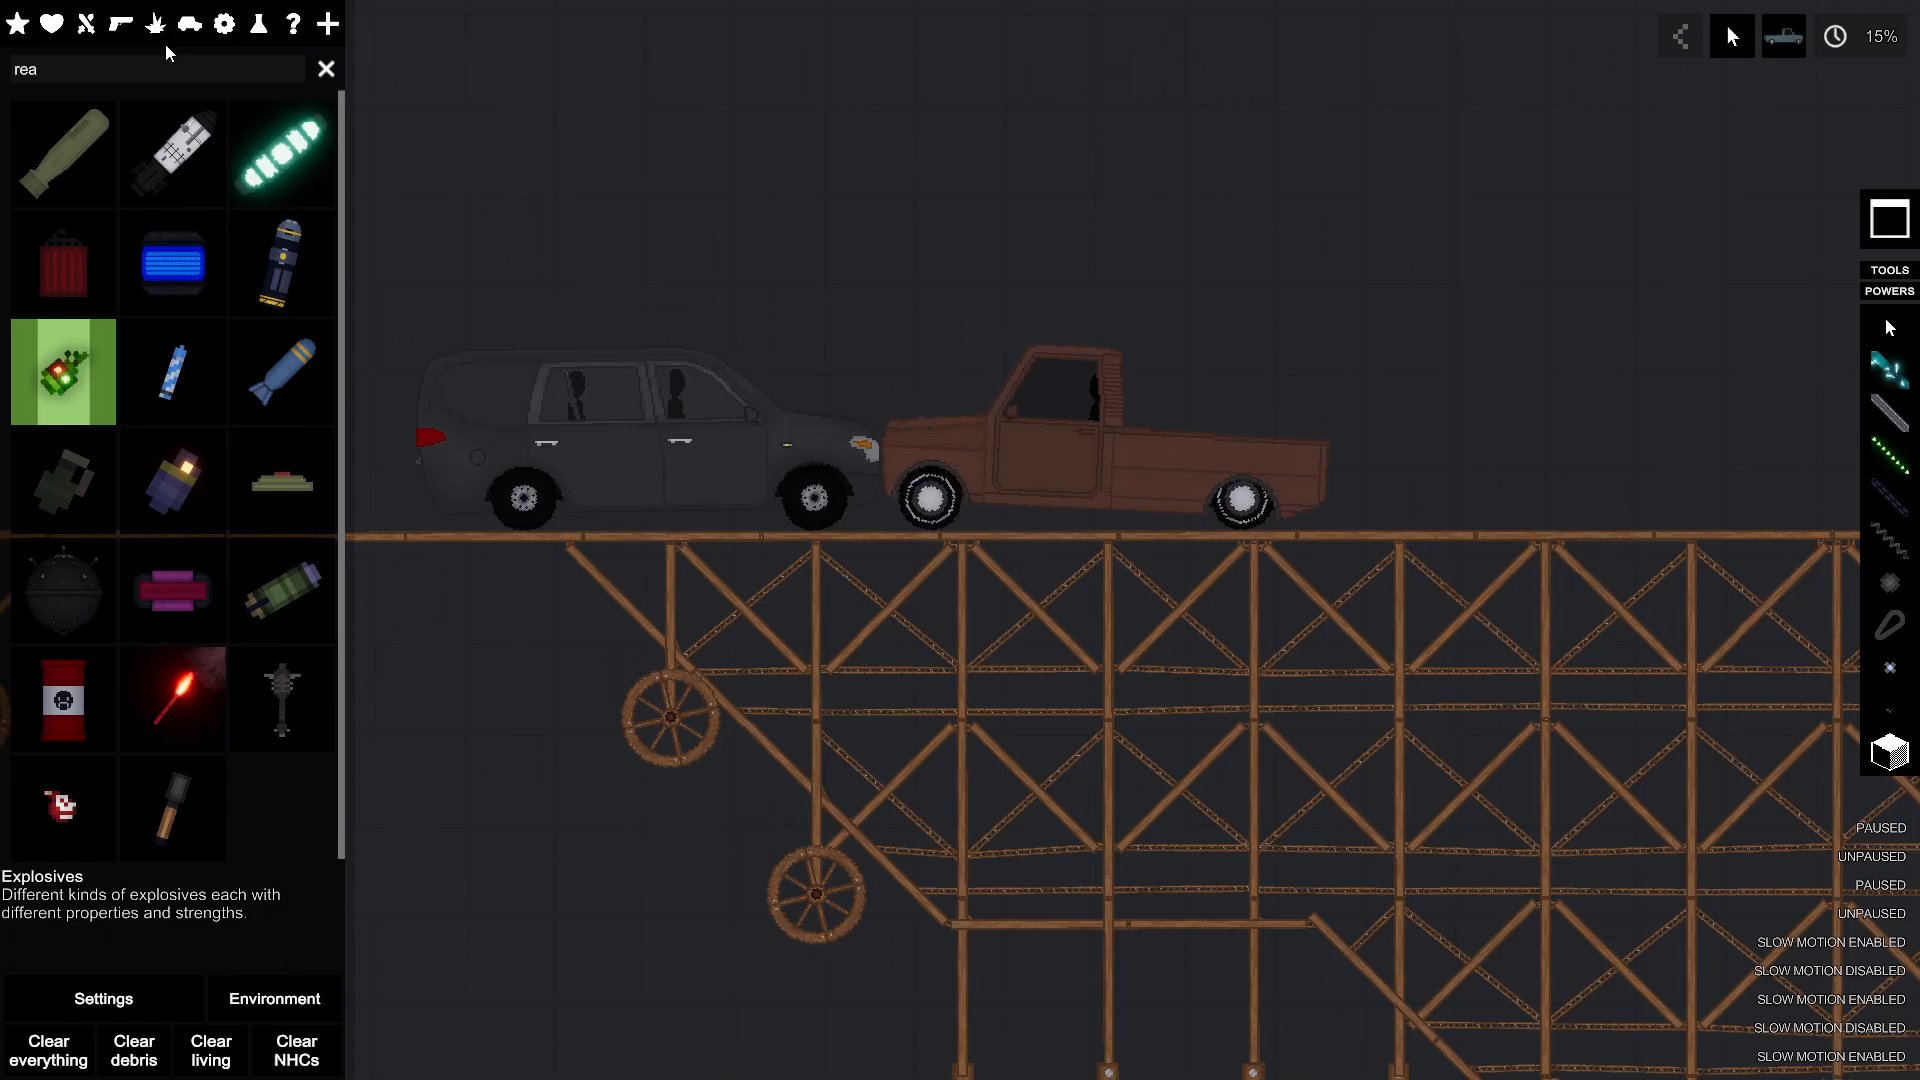 rea
15%
TOOLS
POWERS
Explosives
Different kinds of explosives each with
different properties and strengths.
Settings
Environment
Clear
everything
Clear
debris
Clear
living
Clear
NHCs
PAUSED
UNPAUSED
PAUSED
UNPAUSED
SLOW MOTION ENABLED
SLOW MOTION DISABLED
SLOW MOTION ENABLED
SLOW MOTION DISABLED
SLOW MOTION ENABLED